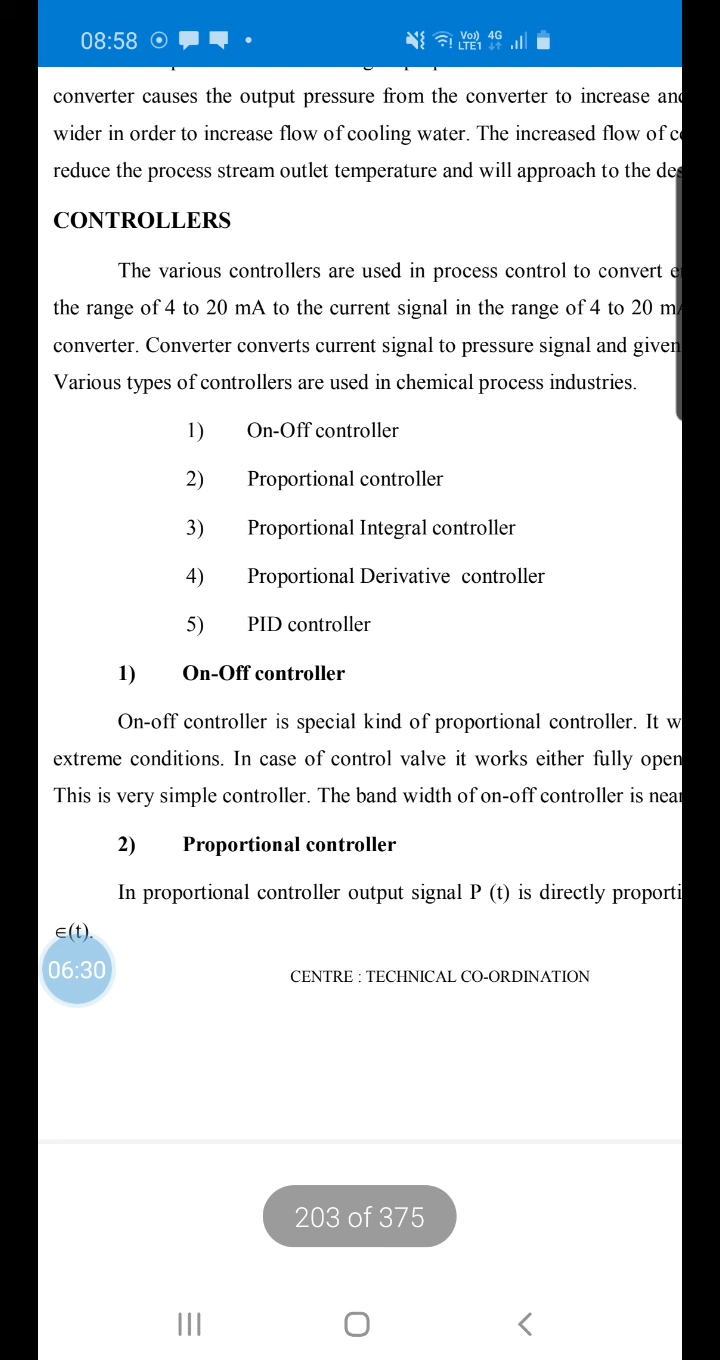 08:58
Vo)) 4G
LTE1
converter causes the output pressure from the converter to increase and
wider in order to increase flow of cooling water. The increased flow of
reduce the process stream outlet temperature and will approach to the
CONTROLLERS
The various controllers are used in process control to convert
the range of 4 to 20 mA to the current signal in the range of 4 to 20
converter. Converter converts current signal to pressure signal and given
Various types of controllers are used in chemical process industries.
1) On-Off controller
2) Proportional controller
3) Proportional Integral controller
4) Proportional Derivative controller
5) PID controller
1) On-Off controller
On-off controller is special kind of proportional controller. It
extreme conditions. In case of control valve it works either fully open
This is very simple controller. The band width of on-off controller is
2) Proportional controller
In proportional controller output signal P (t) is directly
∈(t).
06:30
CENTRE : TECHNICAL CO-ORDINATION
203 of 375